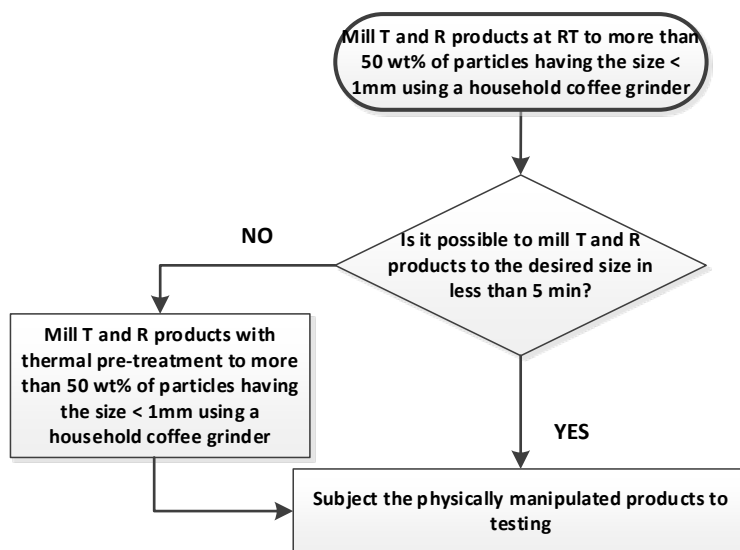 Mill T and R products at RT to more than
50 wt% of particles having the size <
1mm using a household coffee grinder
NO
Is it possible to mill T and R
products to the desired size in
less than 5 min?
Mill T and R products with
thermal pre-treatment to more
than 50 wt% of particles having
the size < 1mm using a
household coffee grinder
YES
Subject the physically manipulated products to
testing